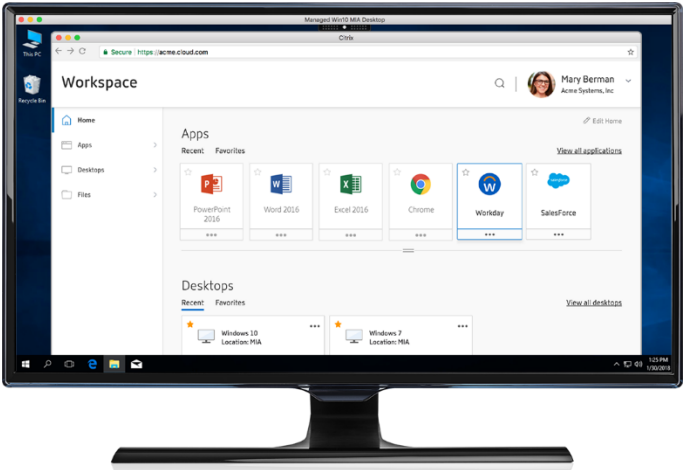 Managed Win10 MIA Desktop
Citrix
This PC
Secure https://acme.cloud.com
Recycle Bin
Workspace
Mary Berman
Acme Systems, Inc
Home
Edit Home
Apps
Apps
Recent Favorites View all applications
Desktops
Files
P
W
X
w
salesforce
PowerPoint
2016
Word 2016
Excel 2016
Chrome
Workday
SalesForce
Desktops
Recent Favorites View all desktops
Windows 10
Location: MIA
Windows 7
Location: MIA
1:25 PM
1/30/2018